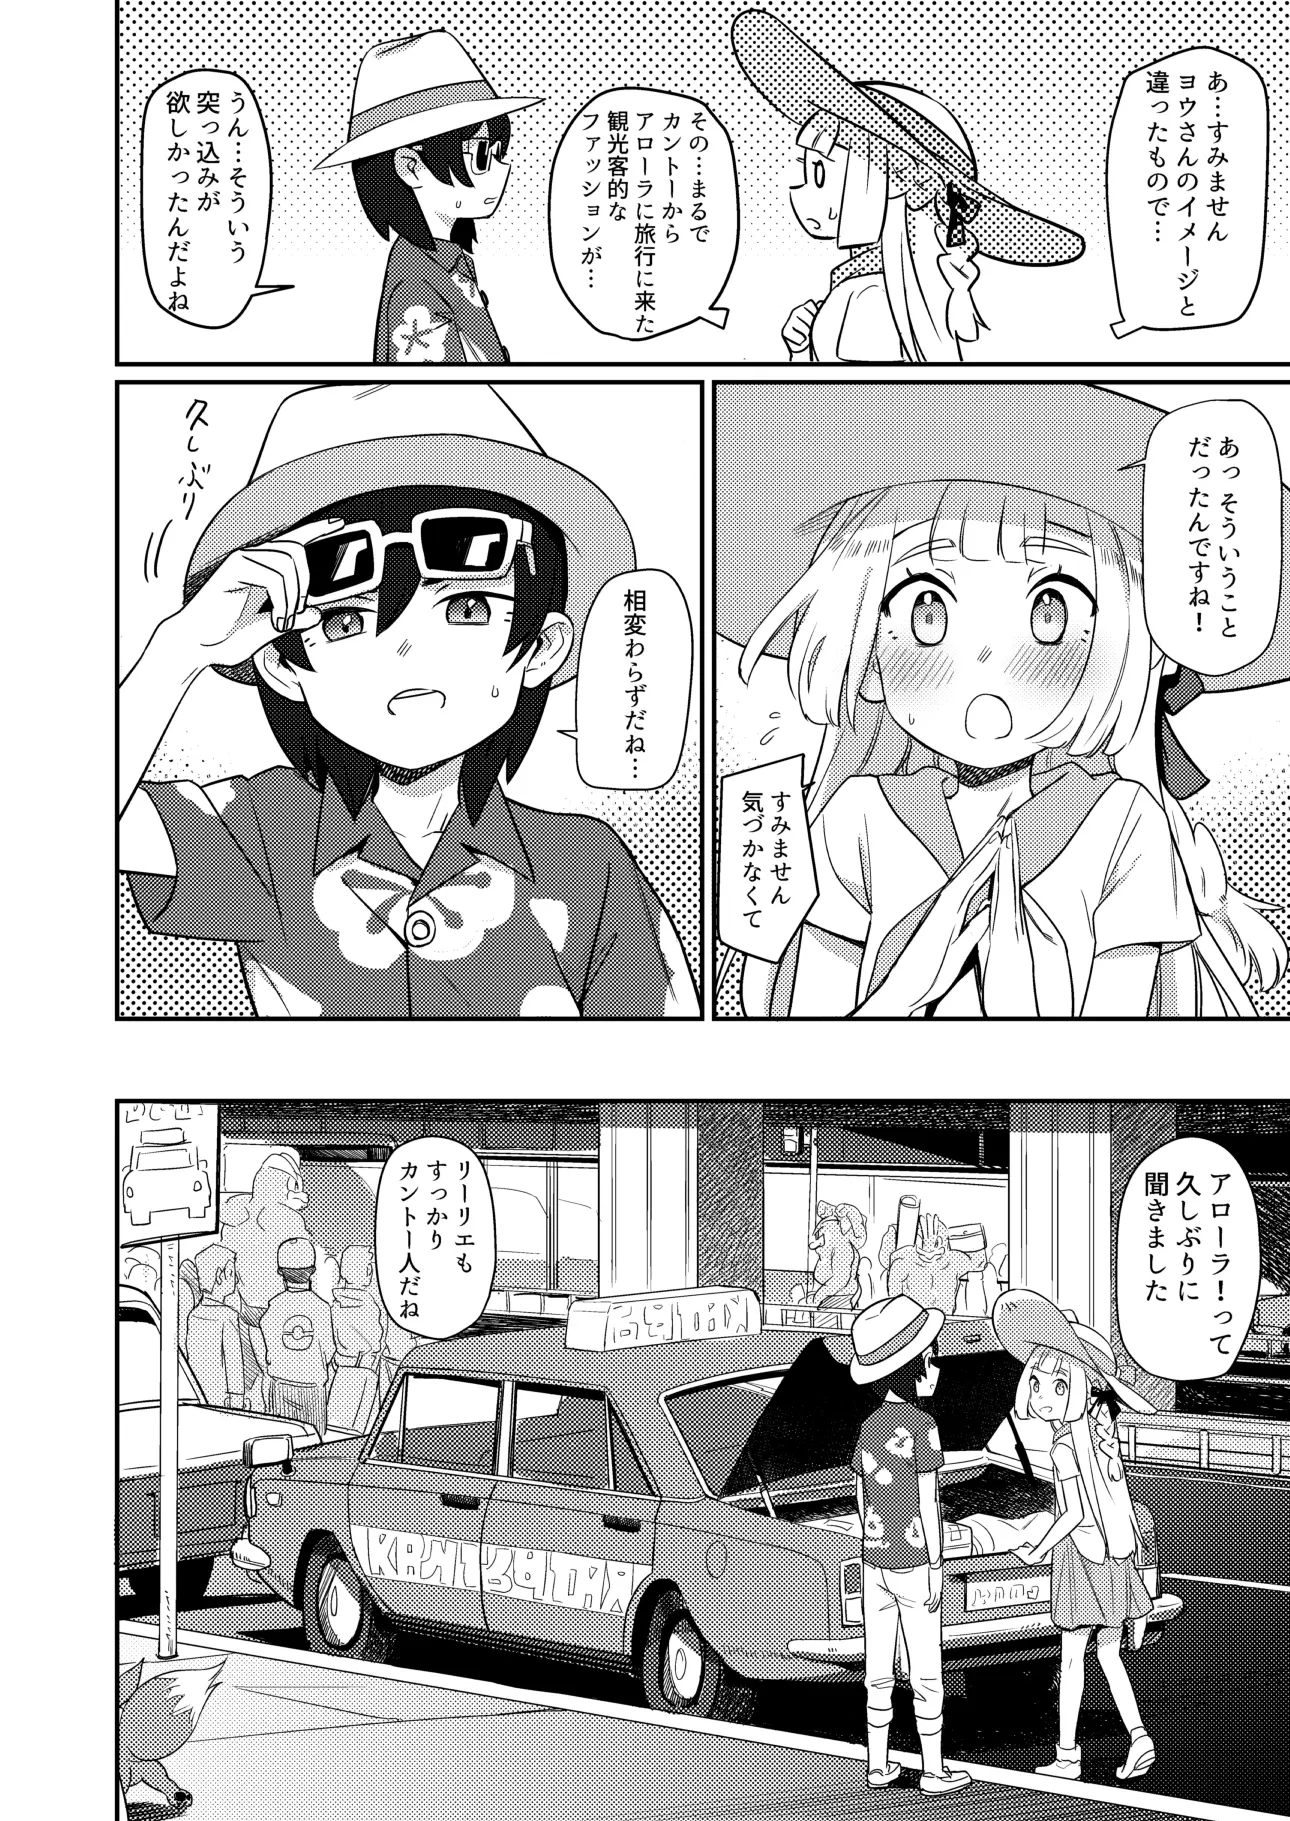 あ…すみません
ヨウさんのイメージと
違ったもので…
その…まるで
カントーから
アローラに旅行に来た
観光客的な
ファッションが…
うん…そういう
突っ込みが
欲しかったんだよね
あっ そういうこと
だったんですね！
すみません
気づかなくて
相変わらずだね…
久しぶり
アローラ！って
久しぶりに
聞きました
リーリエも
すっかり
カントー人だね